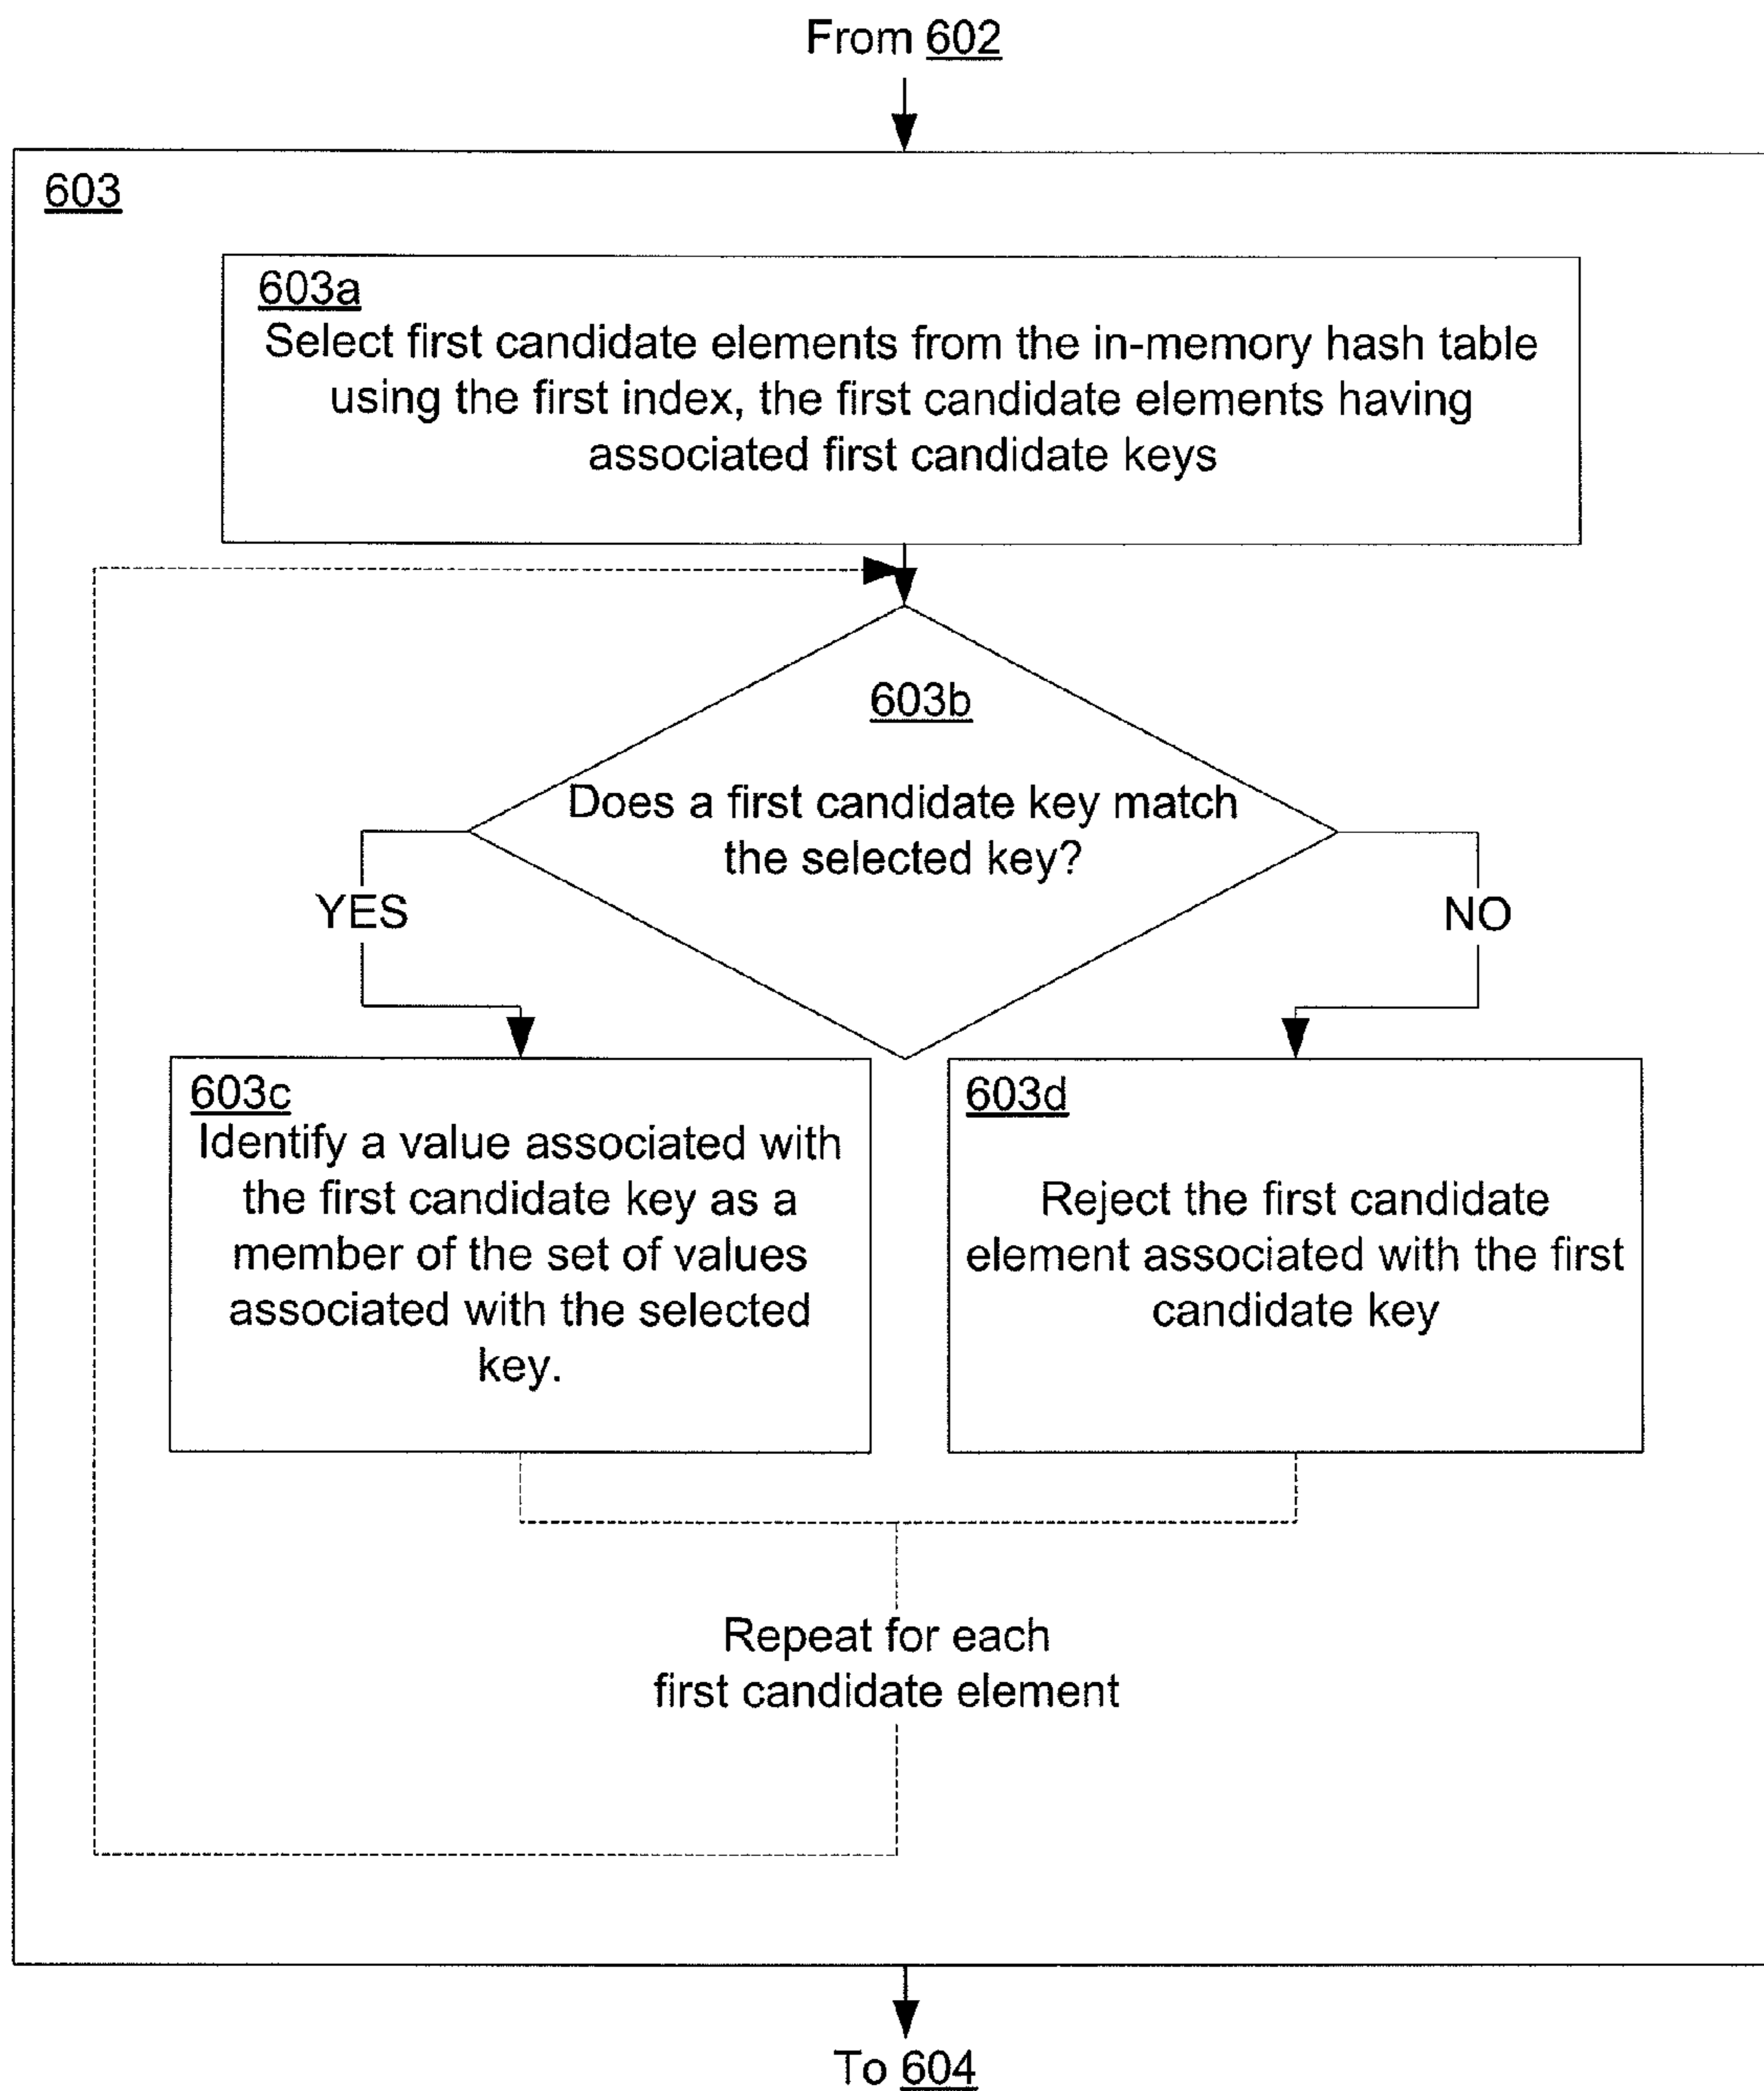 From 602
603
603a
Select first candidate elements from the in-memory hash table
using the first index, the first candidate elements having
associated first candidate keys
603b
Does a first candidate key match
the selected key?
YES
NO
603c
Identify a value associated with
the first candidate key as a
member of the set of values
associated with the selected
key.
603d
Reject the first candidate
element associated with the first
candidate key
Repeat for each
first candidate element
To 604